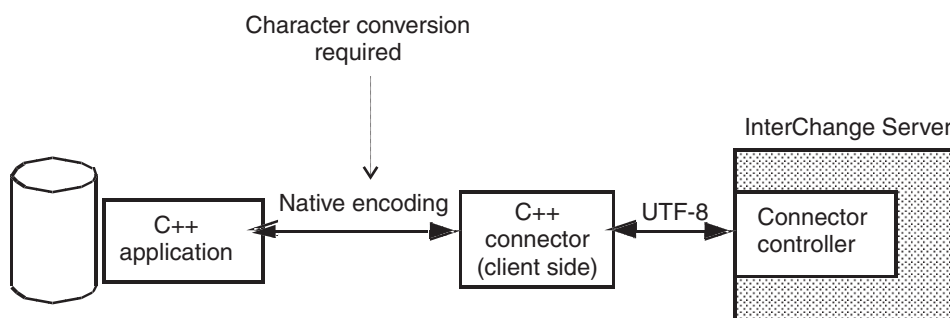 Character conversion
required
InterChange Server
Native encoding
UTF-8
C++
application
C++
connector
(client side)
Connector
controller